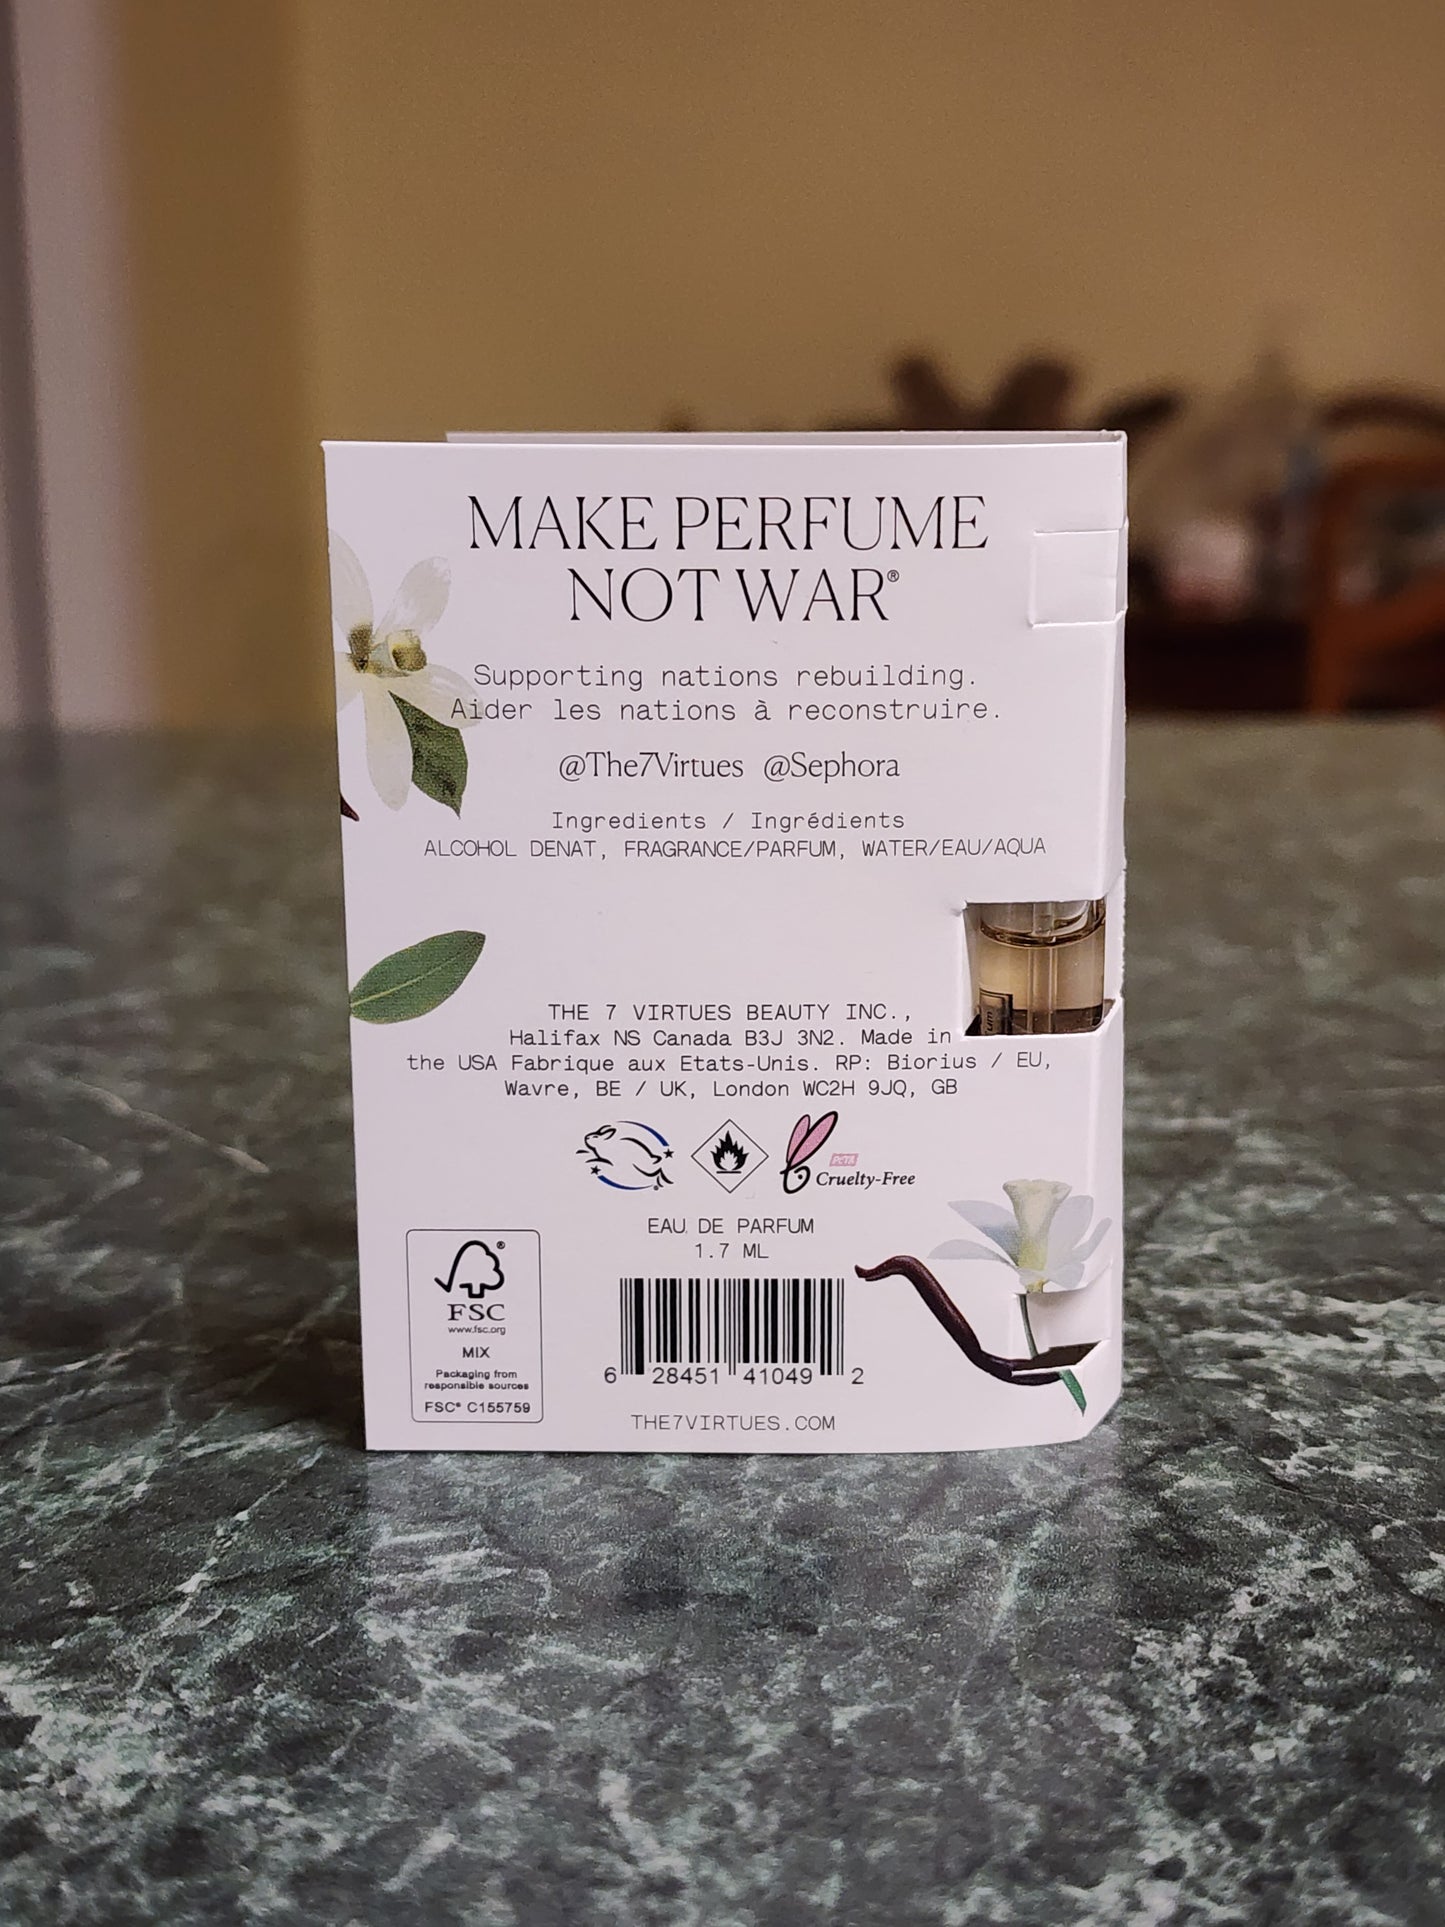 MAKE PERFUME
NOT WAR®
Supporting nations rebuilding.
Aider les nations à reconstruire.
@The7Virtues @Sephora
Ingredients / Ingrédients
ALCOHOL DENAT, FRAGRANCE/PARFUM, WATER/EAU/AQUA
THE 7 VIRTUES BEAUTY INC.,
Halifax NS Canada B3J 3N2. Made in
the USA Fabrique aux Etats-Unis. RP: Biorius / EU,
Wavre, BE / UK, London WC2H 9JQ, GB
PETA
Cruelty-Free
EAU DE PARFUM
1.7 ML
®
FSC
www.fsc.org
MIX
Packaging from
responsible sources
FSC® C155759
6 28451 41049 2
THE7VIRTUES.COM